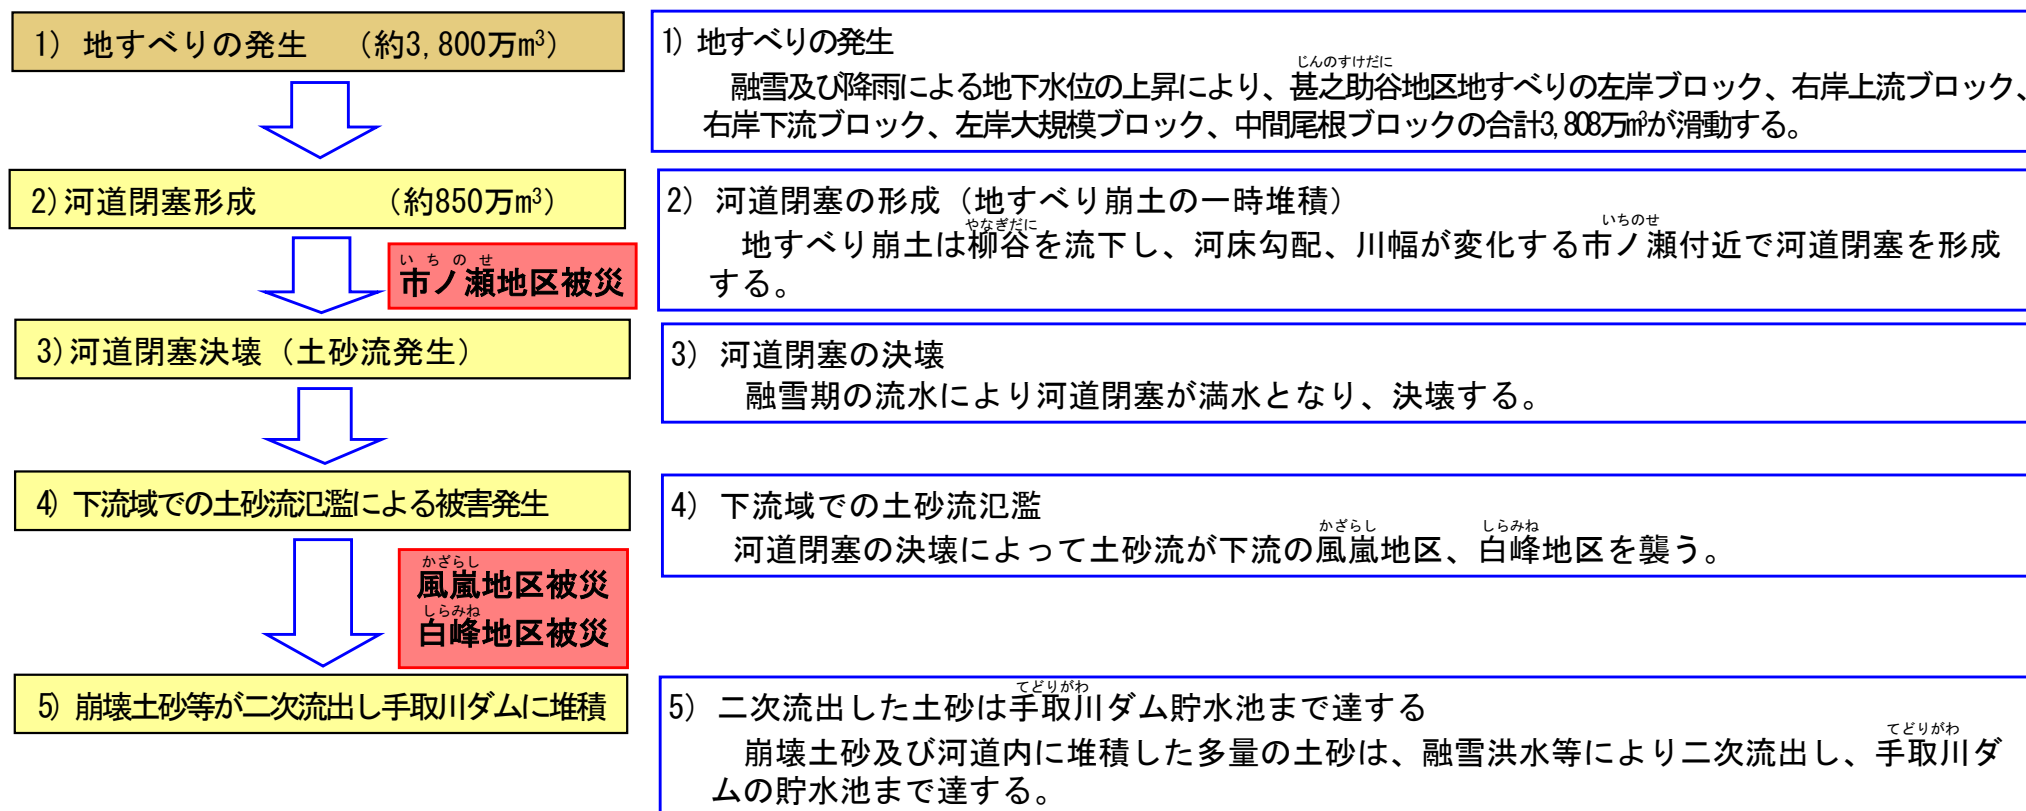 1) 地すべりの発生 （約3,800万m³）
2)河道閉塞形成 （約850万m³）
いちのせ
市ノ瀬地区被災
3)河道閉塞決壊（土砂流発生）
4) 下流域での土砂流氾濫による被害発生
かざらし
風嵐地区被災
しらみね
白峰地区被災
5) 崩壊土砂等が二次流出し手取川ダムに堆積
1) 地すべりの発生
じんのすけだに
融雪及び降雨による地下水位の上昇により、甚之助谷地区地すべりの左岸ブロック、右岸上流ブロック、
右岸下流ブロック、左岸大規模ブロック、中間尾根ブロックの合計3,808万m³が滑動する。
2) 河道閉塞の形成（地すべり崩土の一時堆積）
やなぎだに いちのせ
地すべり崩土は柳谷を流下し、河床勾配、川幅が変化する市ノ瀬付近で河道閉塞を形成
する。
3) 河道閉塞の決壊
融雪期の流水により河道閉塞が満水となり、決壊する。
4) 下流域での土砂流氾濫
かざらし しらみね
河道閉塞の決壊によって土砂流が下流の風嵐地区、白峰地区を襲う。
てどりがわ
5) 二次流出した土砂は手取川ダム貯水池まで達する
てどりがわ
崩壊土砂及び河道内に堆積した多量の土砂は、融雪洪水等により二次流出し、手取川ダ
ムの貯水池まで達する。